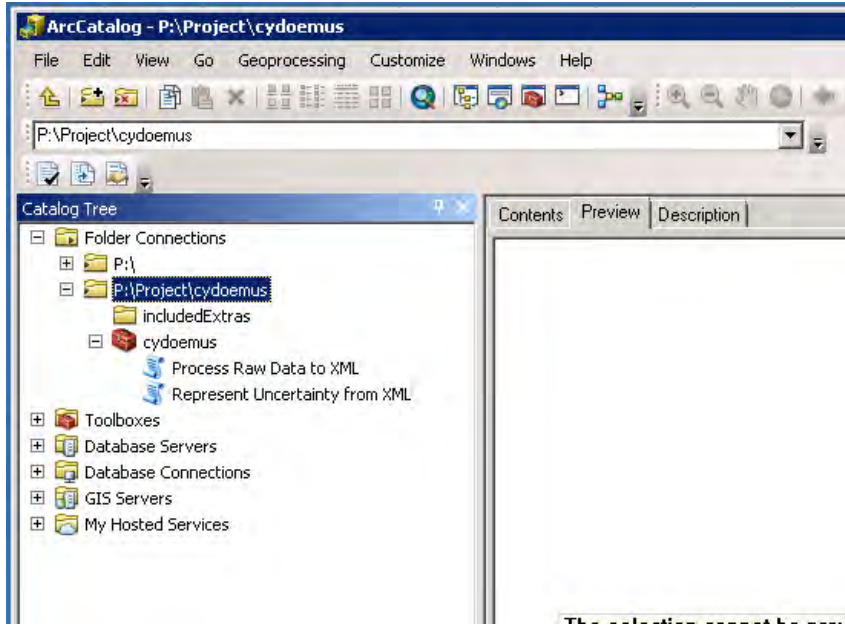 ArcCatalog - P:\Project\cydoemus
File Edit View Go Geoprocessing Customize Windows Help
P:\Project\cydoemus
Catalog Tree
Contents Preview Description
Folder Connections
P:\
P:\Project\cydoemus
includedExtras
cydoemus
Process Raw Data to XML
Represent Uncertainty from XML
Toolboxes
Database Servers
Database Connections
GIS Servers
My Hosted Services
The selection cannot be